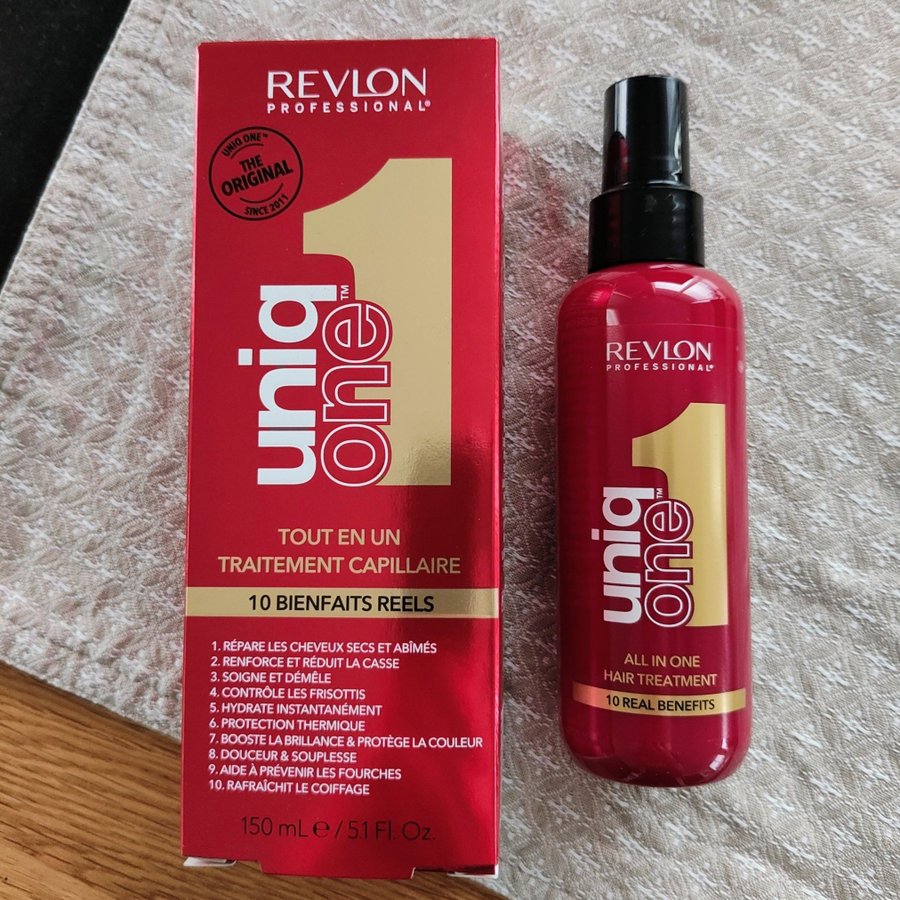 REVLON
PROFESSIONAL®
UNIQ ONE™
THE
ORIGINAL
SINCE 2011
1
uniq
one™
TOUT EN UN
TRAITEMENT CAPILLAIRE
10 BIENFAITS REELS
1. RÉPARE LES CHEVEUX SECS ET ABÎMÉS
2. RENFORCE ET RÉDUIT LA CASSE
3. SOIGNE ET DÉMÊLE
4. CONTRÔLE LES FRISOTTIS
5. HYDRATE INSTANTANÉMENT
6. PROTECTION THERMIQUE
7. BOOSTE LA BRILLANCE & PROTÈGE LA COULEUR
8. DOUCEUR & SOUPLESSE
9. AIDE À PRÉVENIR LES FOURCHES
10. RAFRAÎCHIT LE COIFFAGE
150 mL e / 5.1 Fl. Oz.
REVLON
PROFESSIONAL®
1
uniq
one™
ALL IN ONE
HAIR TREATMENT
10 REAL BENEFITS